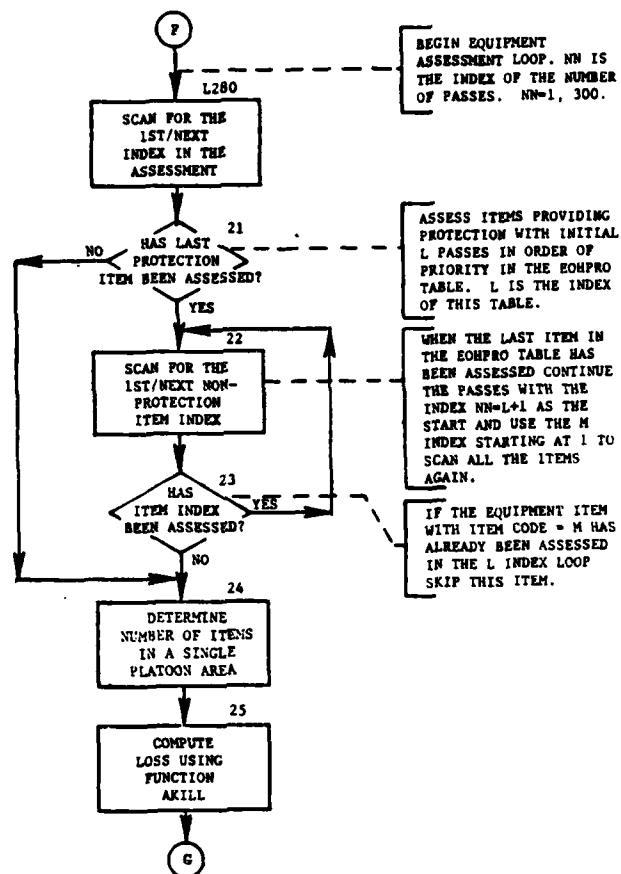 F
BEGIN EQUIPMENT
ASSESSMENT LOOP. NN IS
THE INDEX OF THE NUMBER
OF PASSES. NN=1, 300.
L280
SCAN FOR THE
1ST/NEXT
INDEX IN THE
ASSESSMENT
21
HAS LAST
PROTECTION
ITEM BEEN ASSESSED?
NO
YES
ASSESS ITEMS PROVIDING
PROTECTION WITH INITIAL
L PASSES IN ORDER OF
PRIORITY IN THE EOHPRO
TABLE. L IS THE INDEX
OF THIS TABLE.
22
SCAN FOR THE
1ST/NEXT NON-
PROTECTION
ITEM INDEX
WHEN THE LAST ITEM IN
THE EOHPRO TABLE HAS
BEEN ASSESSED CONTINUE
THE PASSES WITH THE
INDEX NN=L+1 AS THE
START AND USE THE M
INDEX STARTING AT 1 TO
SCAN ALL THE ITEMS
AGAIN.
23
HAS
ITEM INDEX
BEEN ASSESSED?
YES
NO
IF THE EQUIPMENT ITEM
WITH ITEM CODE = M HAS
ALREADY BEEN ASSESSED
IN THE L INDEX LOOP
SKIP THIS ITEM.
24
DETERMINE
NUMBER OF ITEMS
IN A SINGLE
PLATOON AREA
25
COMPUTE
LOSS USING
FUNCTION
AKILL
G